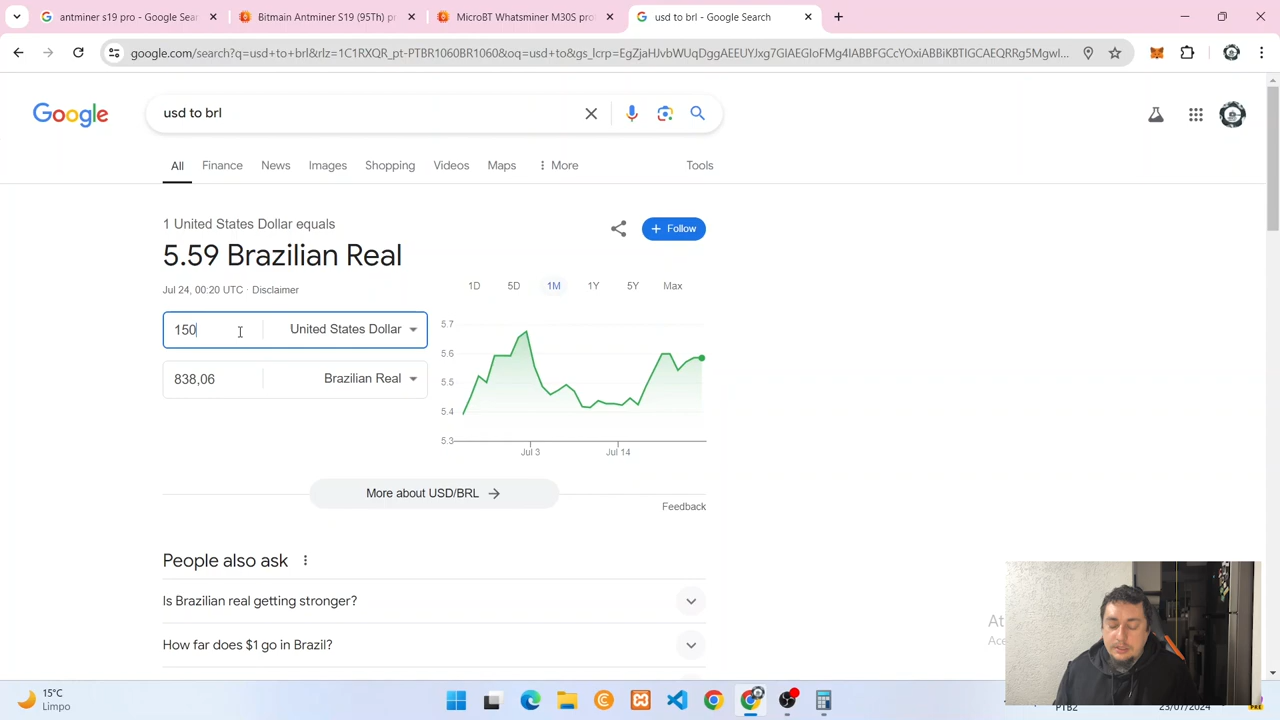 antminer s19 pro - Google Sea
Bitmain Antminer S19 (95Th) pr
MicroBT Whatsminer M30S pro
usd to brl - Google Search
google.com/search?q=usd+to+brl&rlz=1C1RXQR_pt-PTBR1060BR1060&oq=usd+to&gs_lcrp=EgZjaHJvbWUqDggAEEUYJxg7GIAEGIoFMg4IABBFGCcYOxiABBiKBTIGCAEQRRg5MgwI...
Google
usd to brl
All
Finance
News
Images
Shopping
Videos
Maps
More
Tools
1 United States Dollar equals
5.59 Brazilian Real
Follow
Jul 24, 00:20 UTC · Disclaimer
1D
5D
1M
1Y
5Y
Max
150
United States Dollar
838,06
Brazilian Real
5.7
5.6
5.5
5.4
5.3
Jul 3
Jul 14
More about USD/BRL
Feedback
People also ask
Is Brazilian real getting stronger?
How far does $1 go in Brazil?
At
Ace
15°C
Limpo
PTB2
23/07/2024